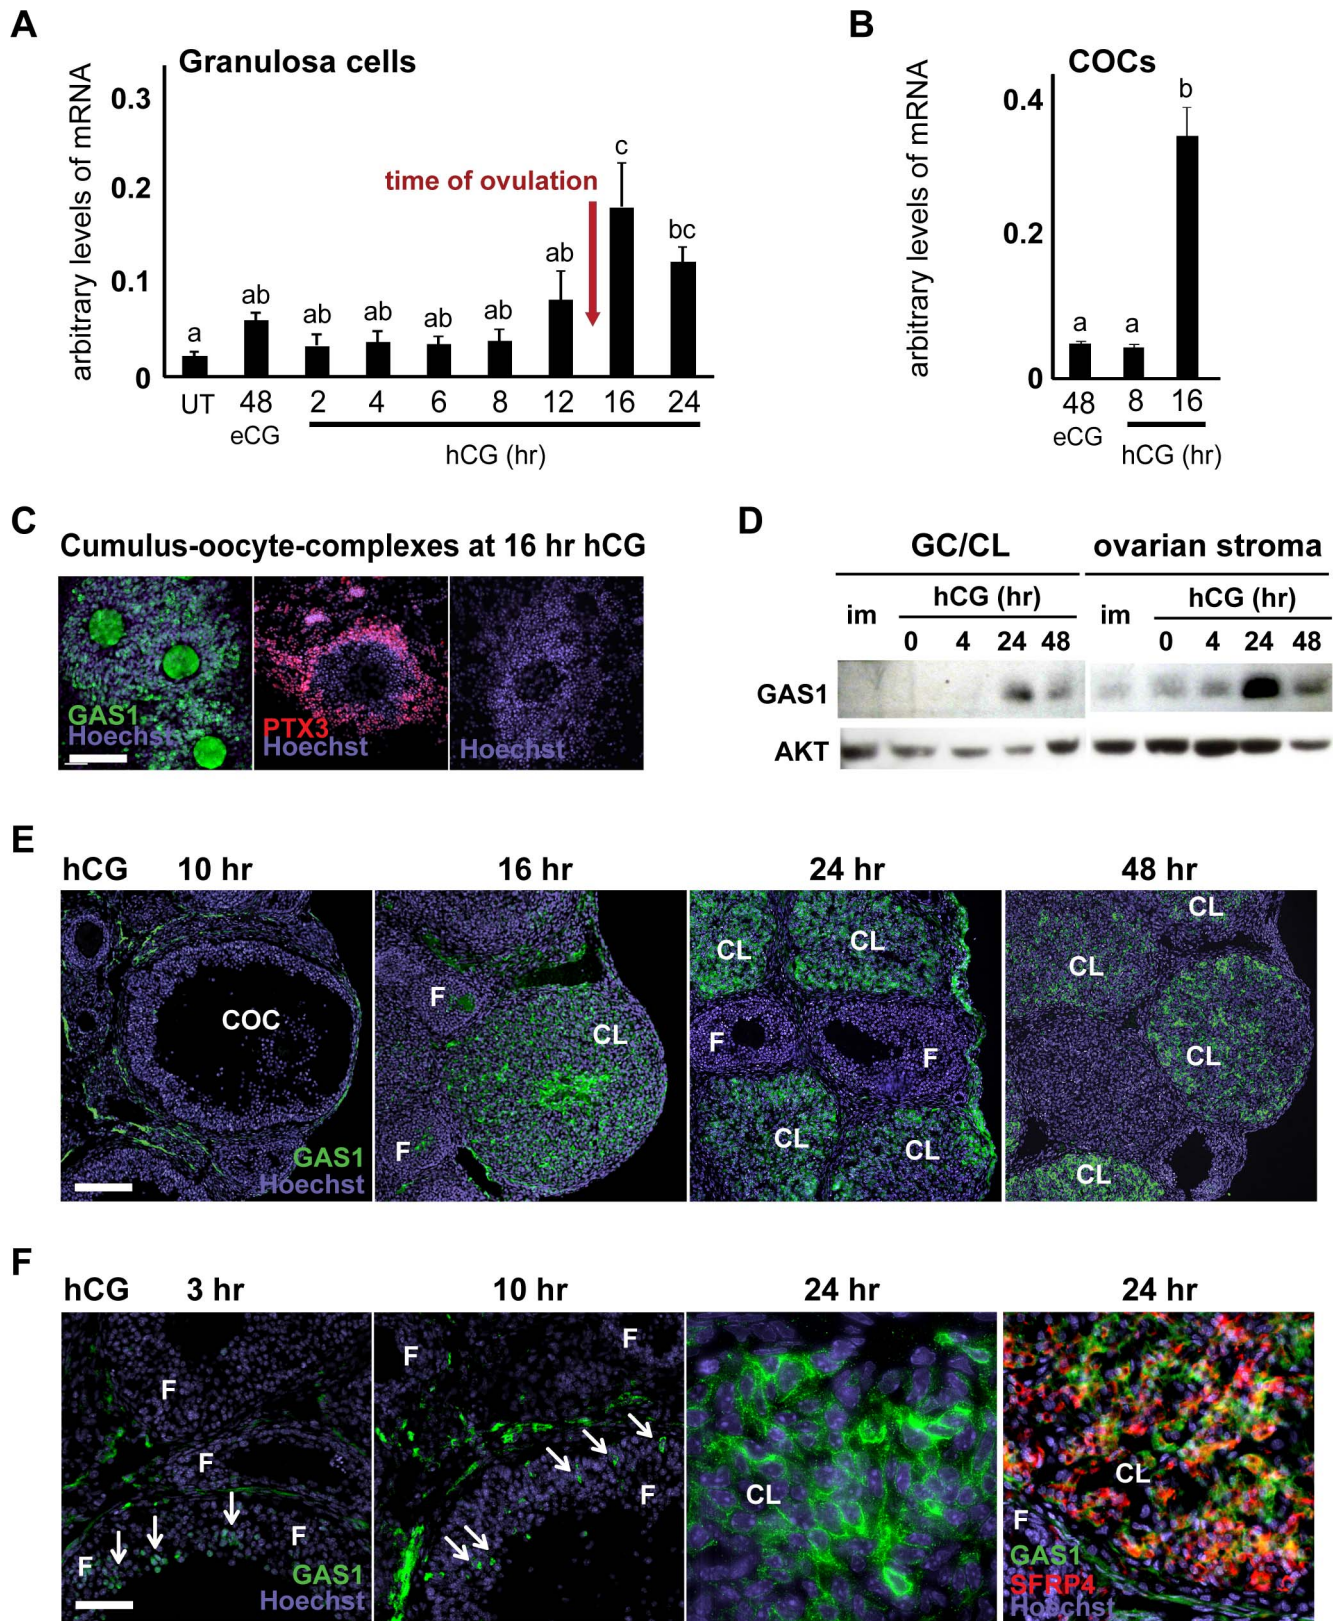 A
Granulosa cells
arbitrary levels of mRNA
0.3
0.2
0.1
0
time of ovulation
a
ab
ab
ab
ab
ab
ab
c
bc
UT
48
2
4
6
8
12
16
24
eCG
hCG (hr)
B
COCs
arbitrary levels of mRNA
0.4
0.2
0
a
a
b
48
8
16
eCG
hCG (hr)
C
Cumulus-oocyte-complexes at 16 hr hCG
GAS1
Hoechst
PTX3
Hoechst
Hoechst
D
GC/CL
ovarian stroma
im
hCG (hr)
0
4
24
48
im
hCG (hr)
0
4
24
48
GAS1
AKT
E
hCG
10 hr
16 hr
24 hr
48 hr
COC
GAS1
Hoechst
F
CL
F
CL
CL
F
F
CL
CL
CL
CL
CL
CL
F
hCG
3 hr
10 hr
24 hr
24 hr
F
F
F
F
GAS1
Hoechst
F
F
F
CL
CL
F
GAS1
SFRP4
Hoechst